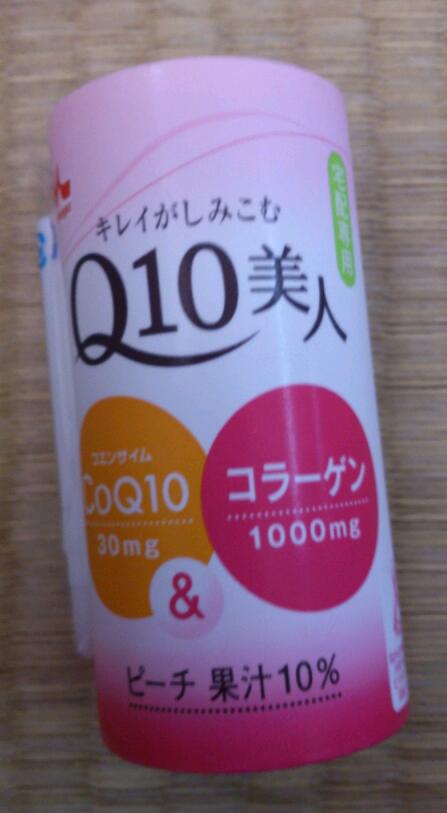 宅配専用
キレイがしみこむ
Q10美人
コエンザイム
CoQ10
30mg
コラーゲン
1000mg
&
ピーチ 果汁10%